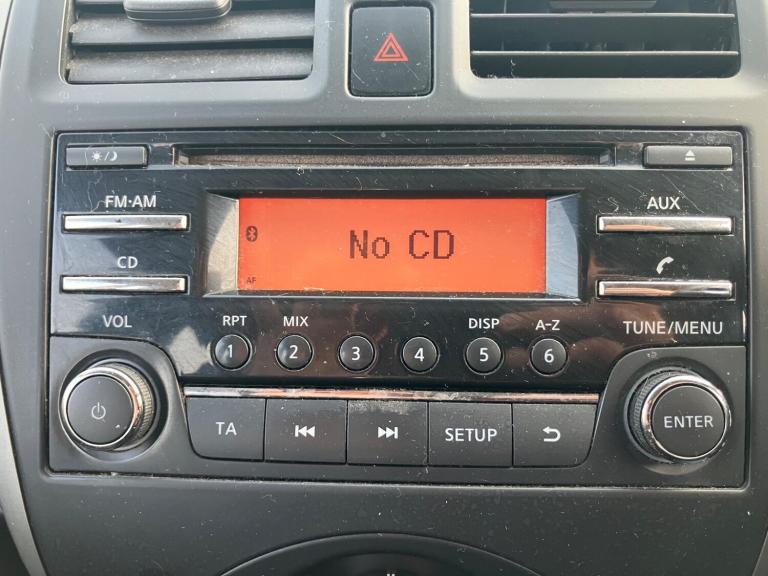 FM·AM
AUX
No CD
AF
CD
VOL
RPT
MIX
DISP
A-Z
TUNE/MENU
1
2
3
4
5
6
TA
SETUP
ENTER